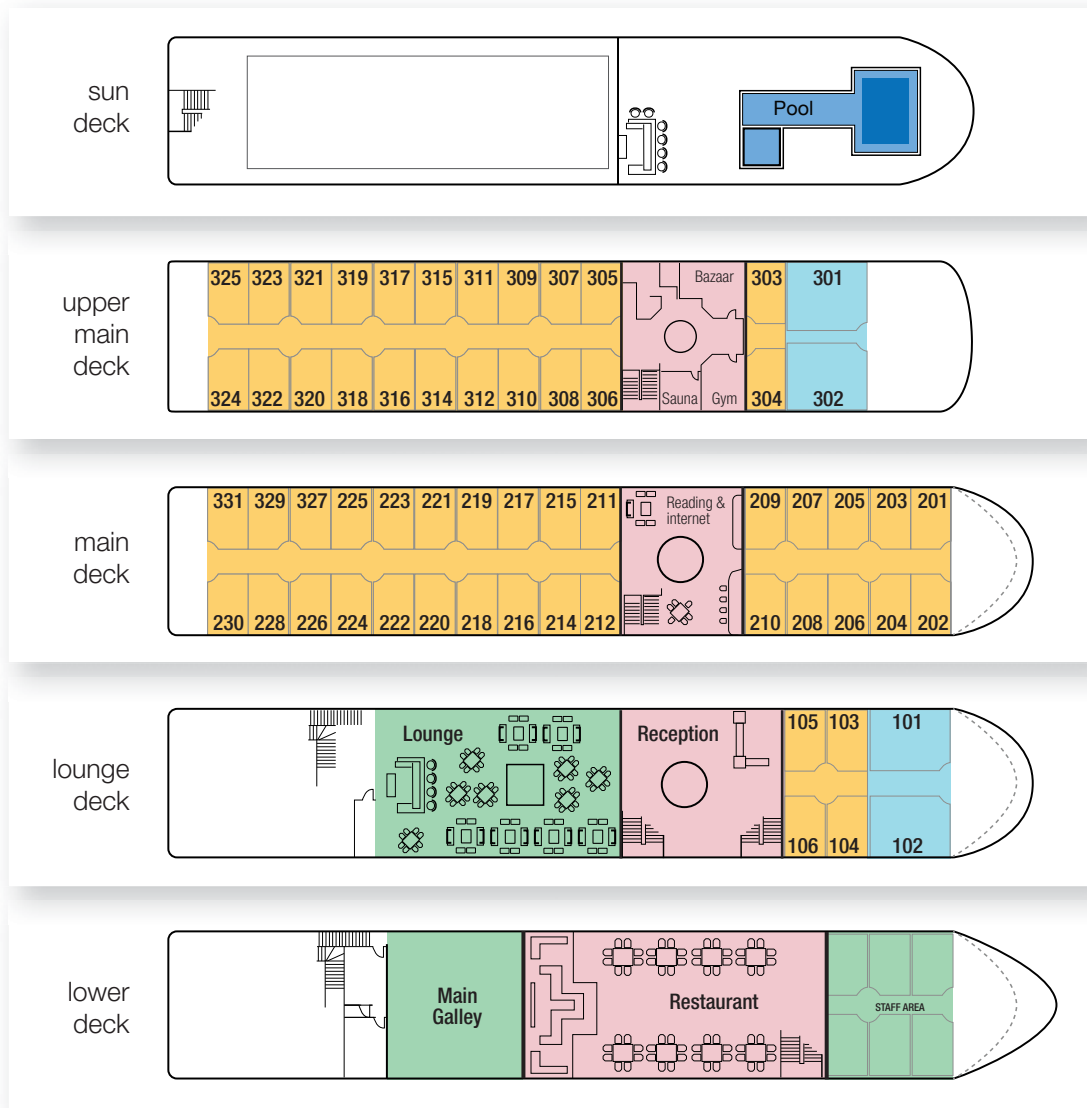 sun
deck
Pool
upper
main
deck
325 323 321 319 317 315 311 309 307 305
Bazaar
303 301
324 322 320 318 316 314 312 310 308 306
Sauna Gym
304 302
main
deck
331 329 327 225 223 221 219 217 215 211
Reading &
internet
209 207 205 203 201
230 228 226 224 222 220 218 216 214 212
210 208 206 204 202
lounge
deck
Lounge
Reception
105 103 101
106 104 102
lower
deck
Main
Galley
Restaurant
STAFF AREA